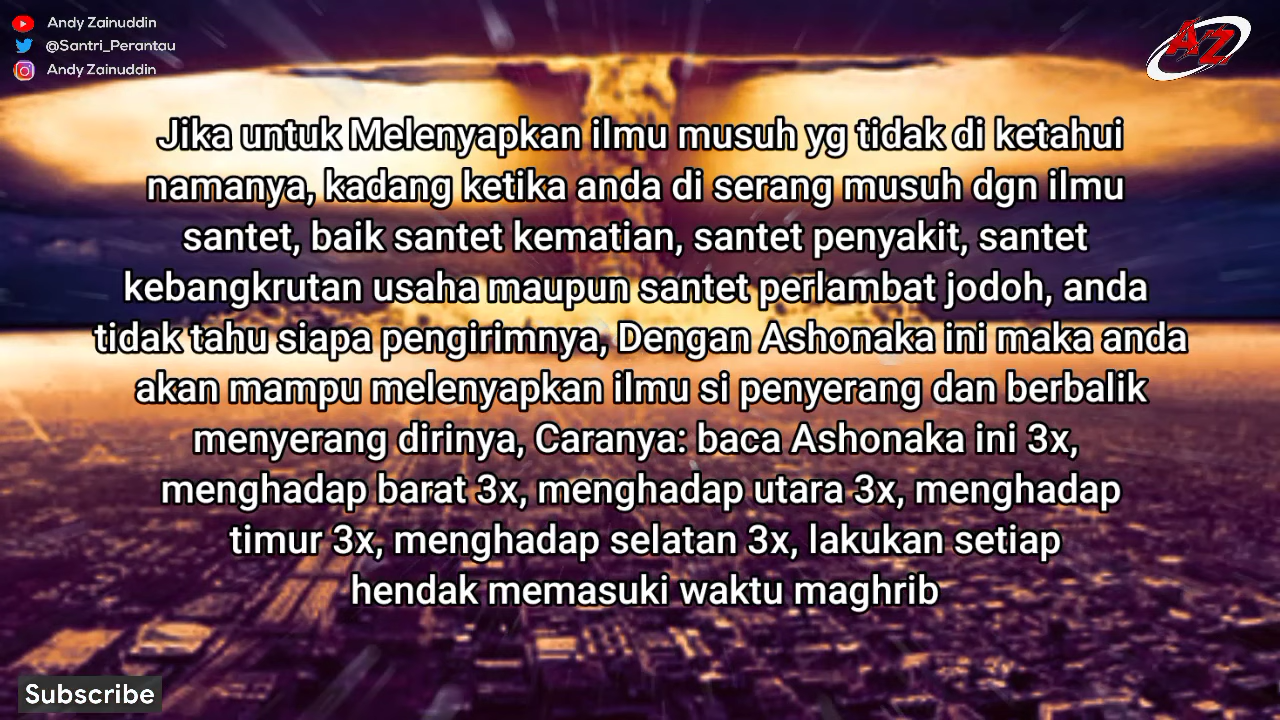 Andy Zainuddin
@Santri_Perantau
Andy Zainuddin
AZ
Jika untuk Melenyapkan ilmu musuh yg tidak di ketahui
namanya, kadang ketika anda di serang musuh dgn ilmu
santet, baik santet kematian, santet penyakit, santet
kebangkrutan usaha maupun santet perlambat jodoh, anda
tidak tahu siapa pengirimnya, Dengan Ashonaka ini maka anda
akan mampu melenyapkan ilmu si penyerang dan berbalik
menyerang dirinya, Caranya: baca Ashonaka ini 3x,
menghadap barat 3x, menghadap utara 3x, menghadap
timur 3x, menghadap selatan 3x, lakukan setiap
hendak memasuki waktu maghrib
Subscribe